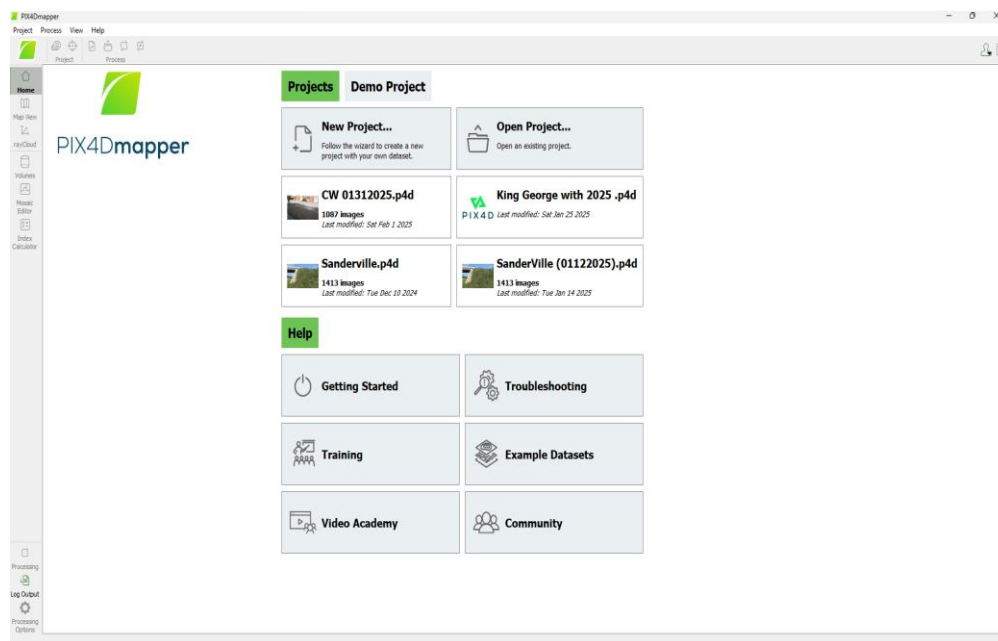 PIX4Dmapper
Project Process View Help
Project Process
Home
Map View
rayCloud
Volumes
Mosaic
Editor
Index
Calculator
Processing
Log Output
Processing
Options
PIX4Dmapper
Projects Demo Project
New Project...
Follow the wizard to create a new
project with your own dataset.
Open Project...
Open an existing project.
CW 01312025.p4d
1087 images
Last modified: Sat Feb 1 2025
King George with 2025 .p4d
PIX4D Last modified: Sat Jan 25 2025
Sanderville.p4d
1413 images
Last modified: Tue Dec 10 2024
SanderVille (01122025).p4d
1413 images
Last modified: Tue Jan 14 2025
Help
Getting Started
Troubleshooting
Training
Example Datasets
Video Academy
Community